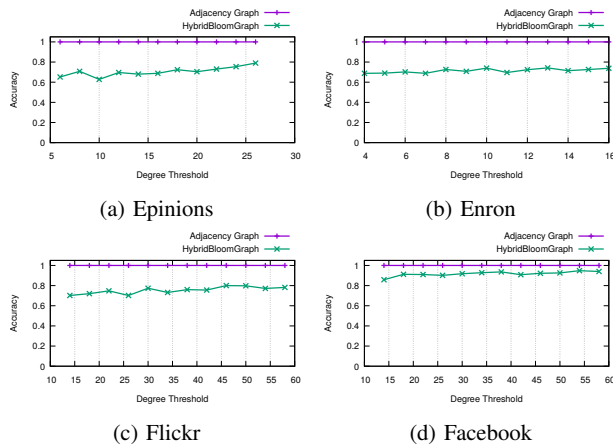 Adjacency Graph
HybridBloomGraph
1
0.8
0.6
0.4
0.2
0
Accuracy
5 10 15 20 25 30
Degree Threshold
(a) Epinions
Adjacency Graph
HybridBloomGraph
1
0.8
0.6
0.4
0.2
0
Accuracy
4 6 8 10 12 14 16
Degree Threshold
(b) Enron
Adjacency Graph
HybridBloomGraph
1
0.8
0.6
0.4
0.2
0
Accuracy
10 15 20 25 30 35 40 45 50 55 60
Degree Threshold
(c) Flickr
Adjacency Graph
HybridBloomGraph
1
0.8
0.6
0.4
0.2
0
Accuracy
10 15 20 25 30 35 40 45 50 55 60
Degree Threshold
(d) Facebook